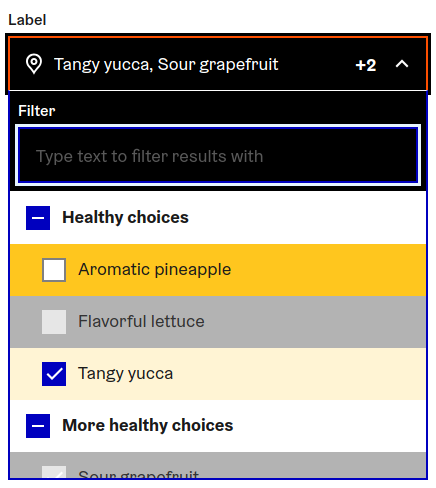 Label
Tangy yucca, Sour grapefruit +2
Filter
Type text to filter results with
Healthy choices
Aromatic pineapple
Flavorful lettuce
Tangy yucca
More healthy choices
Sour grapefruit